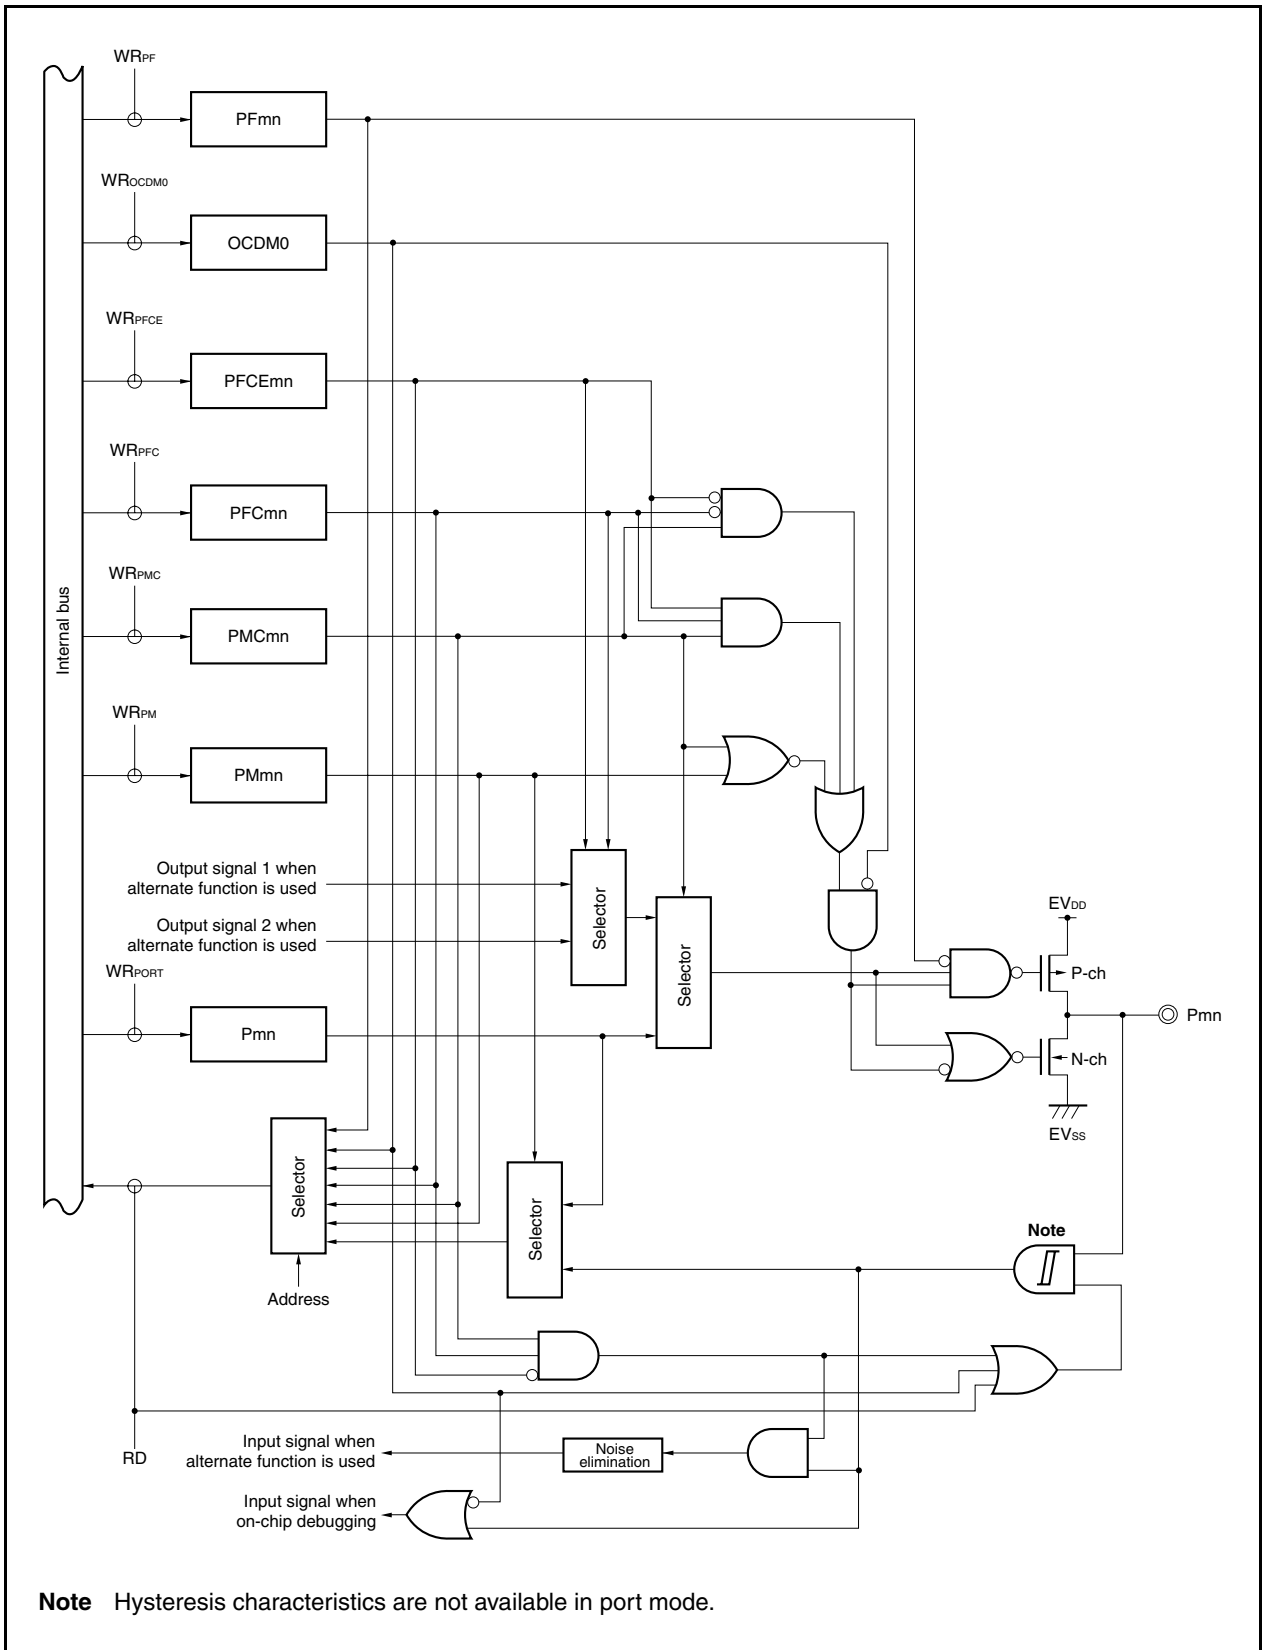 WRPF
PFmn
WROCDM0
OCDM0
WRPFCE
PFCEmn
WRPFC
PFCmn
WRPMC
PMCmn
Internal bus
WRPM
PMmn
Output signal 1 when
alternate function is used
Output signal 2 when
alternate function is used
Selector
Selector
WRPORT
Pmn
EVDD
P-ch
Pmn
N-ch
EVSS
Selector
Selector
Address
Note
RD
Input signal when
alternate function is used
Noise
elimination
Input signal when
on-chip debugging
Note Hysteresis characteristics are not available in port mode.